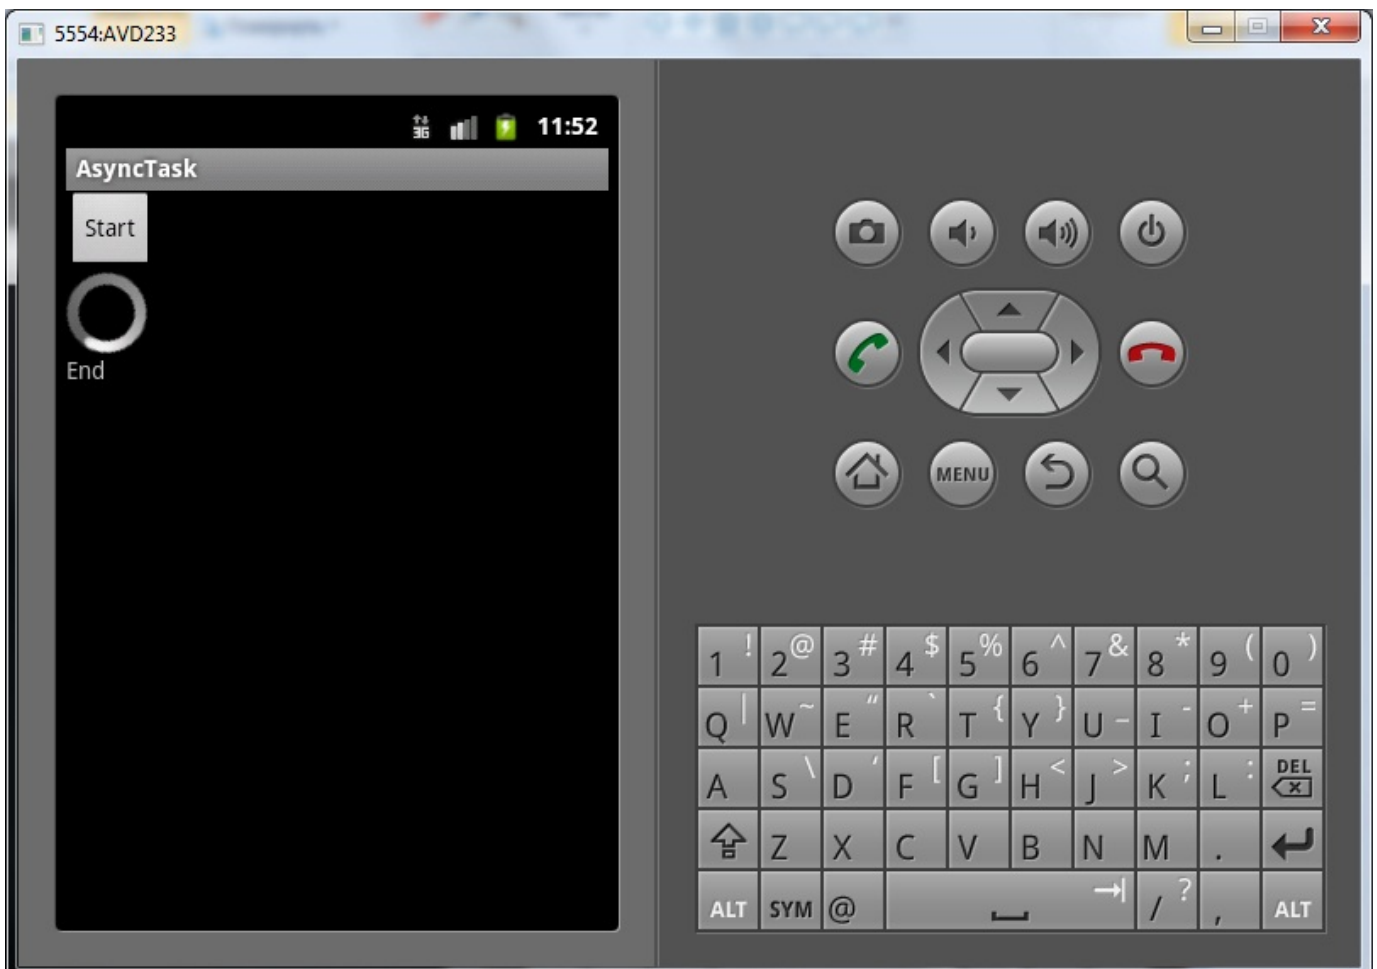 5554:AVD233
3G 11:52
AsyncTask
Start
End
MENU
1 ! 2 @ 3 # 4 $ 5 % 6 ^ 7 & 8 * 9 ( 0 )
Q | W ~ E " R ` T { Y } U _ I - O + P =
A S \ D ' F [ G ] H < J > K ; L : DEL
Z X C V B N M .
ALT SYM @ / ? , ALT